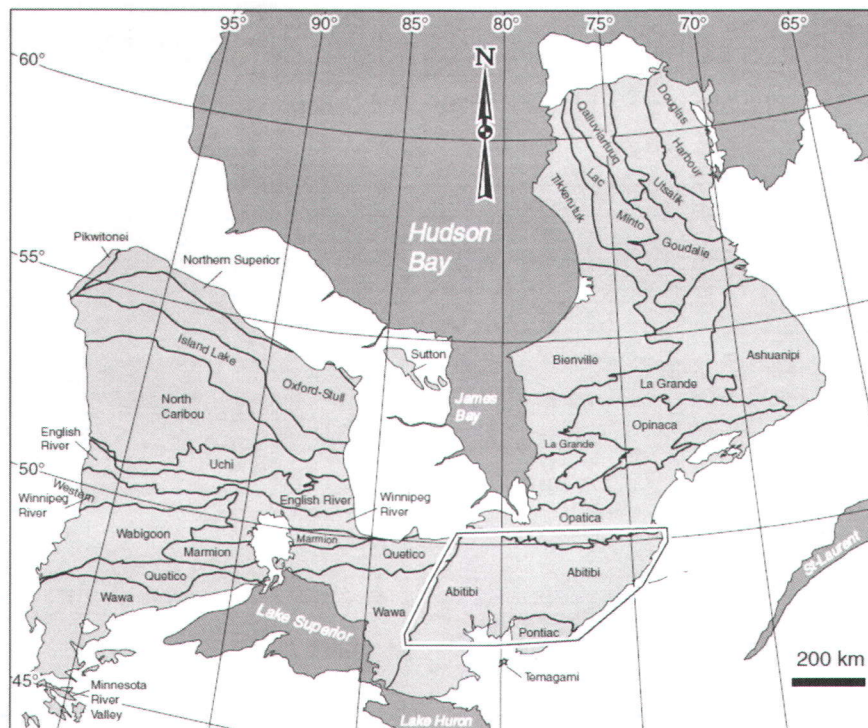 95° 90° 85° 80° 75° 70° 65°
60°
N
Douglas Harbour
Qalluviartuuq
Utsalik
Lac
Minto
Tikkerutuk
Goudalie
Hudson
Bay
55°
Pikwitonei
Northern Superior
Island Lake
Sutton
Oxford-Stull
Bienville
Ashuanipi
La Grande
James
Bay
North
Caribou
Opinaca
English
River
La Grande
Uchi
50°
Western
English River
Winnipeg
River
Winnipeg
River
Opatica
Wabigoon
Marmion
Marmion
Quetico
Abitibi
Abitibi
Quetico
Wawa
Wawa
St-Laurent
Lake Superior
Pontiac
Temagami
200 km
45°
Minnesota
River
Valley
Lake Huron